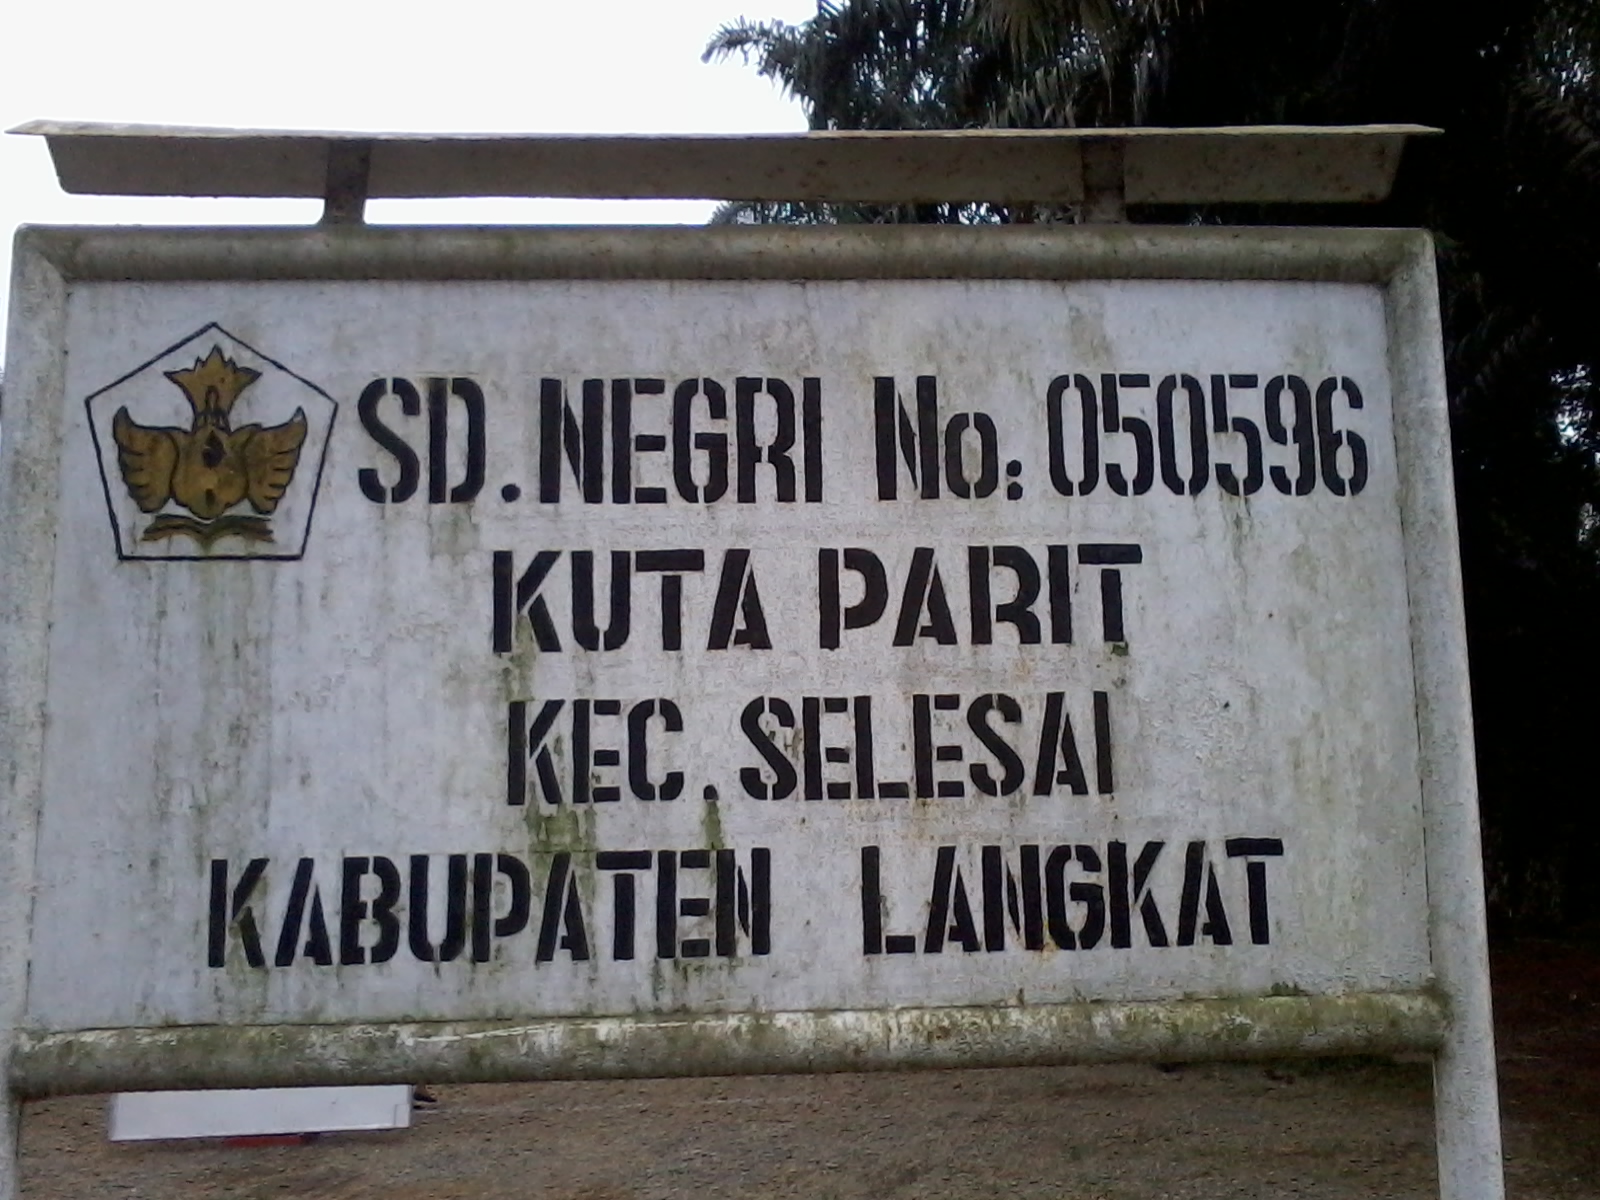 SD. NEGRI No: 050596
KUTA PARIT
KEC. SELESAI
KABUPATEN LANGKAT